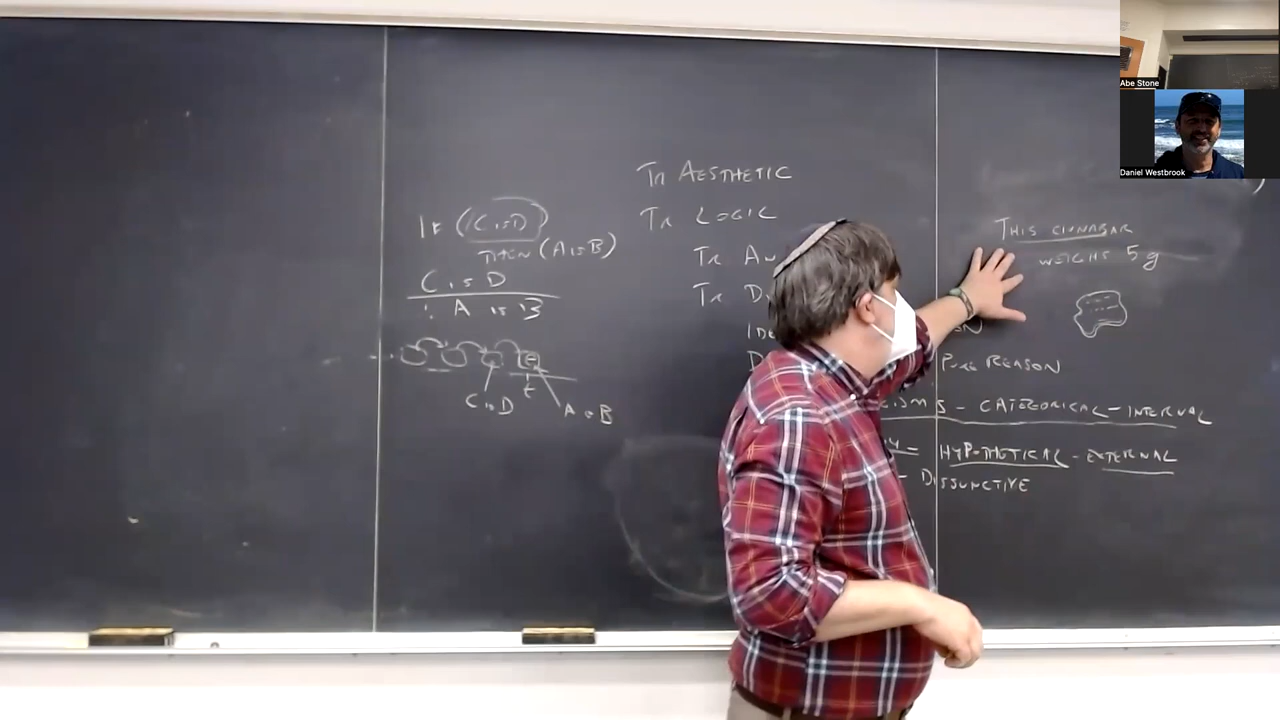 Abe Stone
Daniel Westbrook
Tr AESTHETIC
Tr LOGIC
Tr
Tr
PURE REASON
- CATEGORICAL - INTERNAL
= HYPOTHETICAL - EXTERNAL
- DISJUNCTIVE
IF (C is D)
THEN (A is B)
C is D
∴ A is B
C is D
t
A is B
THIS CINNABAR
WEIGHS 5 g